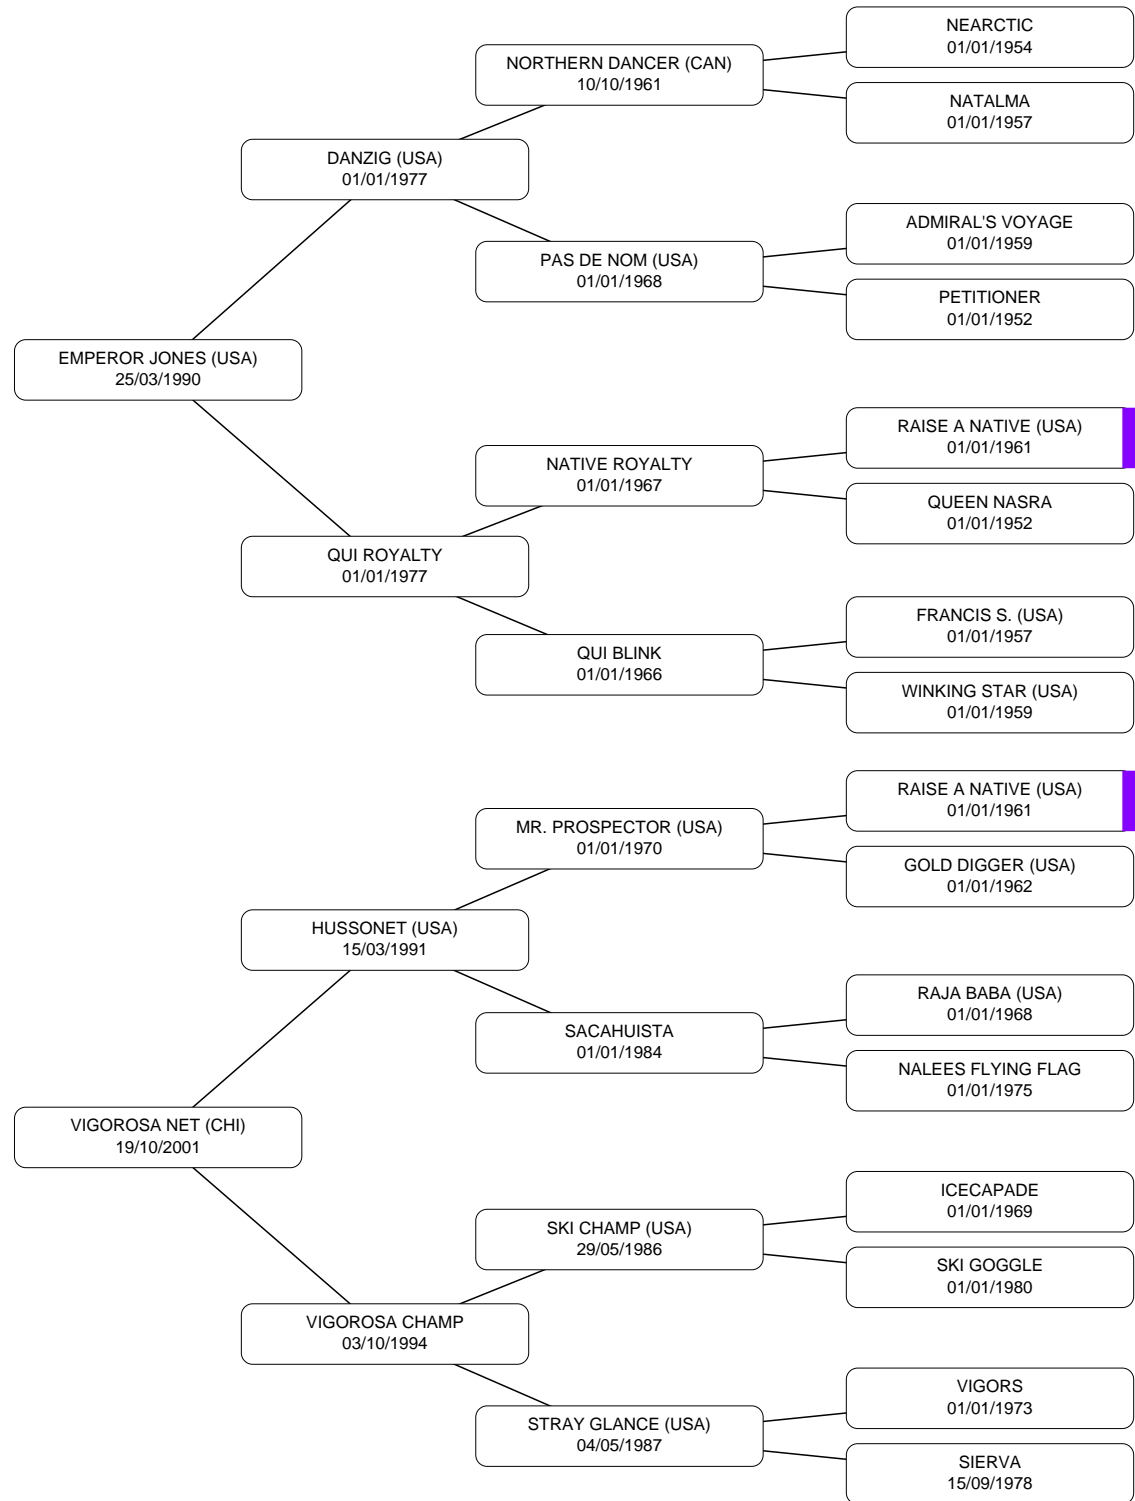 NEARCTIC
01/01/1954
NORTHERN DANCER (CAN)
10/10/1961
NATALMA
01/01/1957
DANZIG (USA)
01/01/1977
ADMIRAL'S VOYAGE
01/01/1959
PAS DE NOM (USA)
01/01/1968
PETITIONER
01/01/1952
EMPEROR JONES (USA)
25/03/1990
RAISE A NATIVE (USA)
01/01/1961
NATIVE ROYALTY
01/01/1967
QUEEN NASRA
01/01/1952
QUI ROYALTY
01/01/1977
FRANCIS S. (USA)
01/01/1957
QUI BLINK
01/01/1966
WINKING STAR (USA)
01/01/1959
RAISE A NATIVE (USA)
01/01/1961
MR. PROSPECTOR (USA)
01/01/1970
GOLD DIGGER (USA)
01/01/1962
HUSSONET (USA)
15/03/1991
RAJA BABA (USA)
01/01/1968
SACAHUISTA
01/01/1984
NALEES FLYING FLAG
01/01/1975
VIGOROSA NET (CHI)
19/10/2001
ICECAPADE
01/01/1969
SKI CHAMP (USA)
29/05/1986
SKI GOGGLE
01/01/1980
VIGOROSA CHAMP
03/10/1994
VIGORS
01/01/1973
STRAY GLANCE (USA)
04/05/1987
SIERVA
15/09/1978